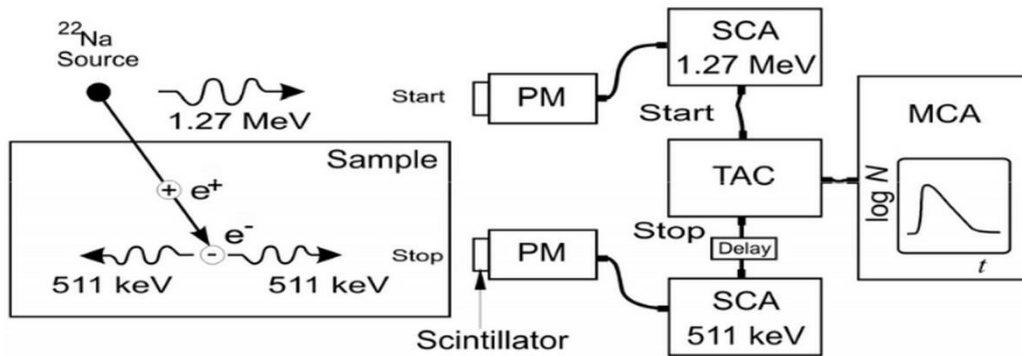 ²²Na
Source
1.27 MeV
Sample
e⁺
e⁻
511 keV
511 keV
Start
PM
SCA
1.27 MeV
Start
TAC
MCA
log N
t
Stop
Stop
PM
Delay
SCA
511 keV
Scintillator
+
-